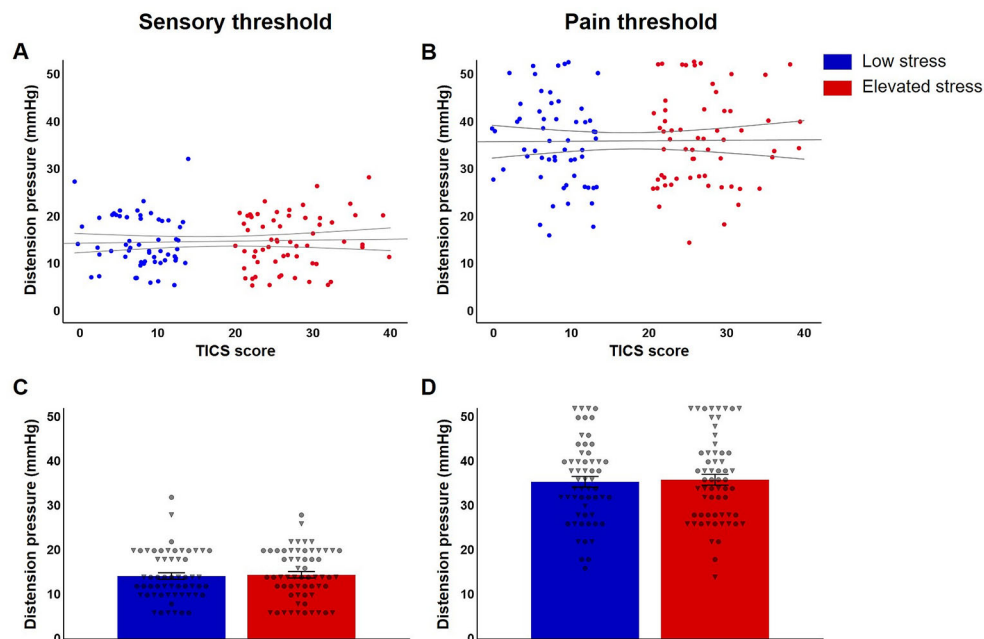 Sensory threshold
Pain threshold
A
B
Low stress
Elevated stress
Distension pressure (mmHg)
50
40
30
20
10
0
0
10
20
30
40
TICS score
Distension pressure (mmHg)
50
40
30
20
10
0
0
10
20
30
40
TICS score
C
D
Distension pressure (mmHg)
50
40
30
20
10
0
Distension pressure (mmHg)
50
40
30
20
10
0